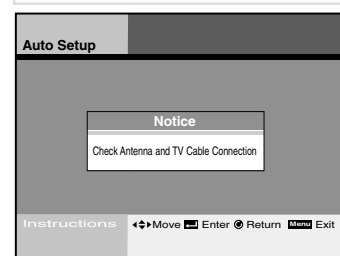 Auto Setup
Notice
Check Antenna and TV Cable Connection
Instructions Move Enter Return Menu Exit